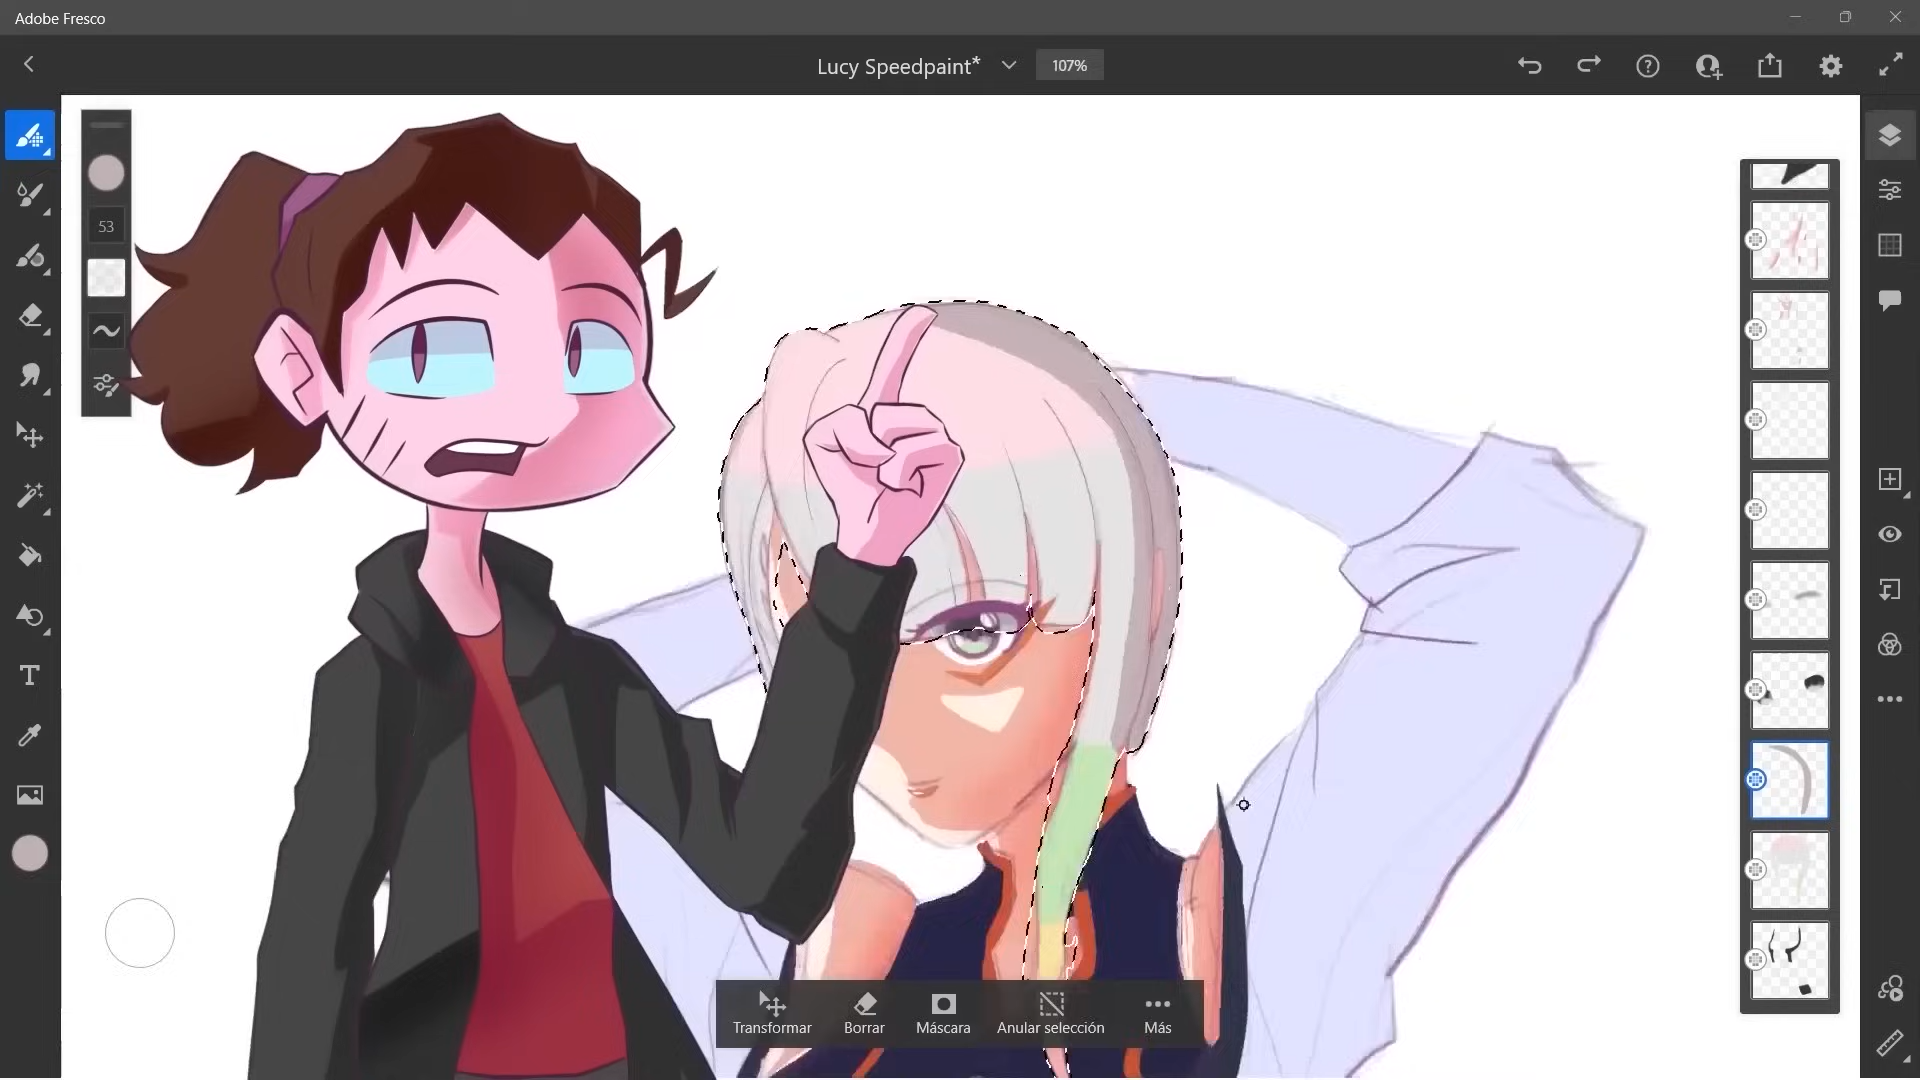 Adobe Fresco
Lucy Speedpaint*
107%
53
Transformar
Borrar
Máscara
Anular selección
Más